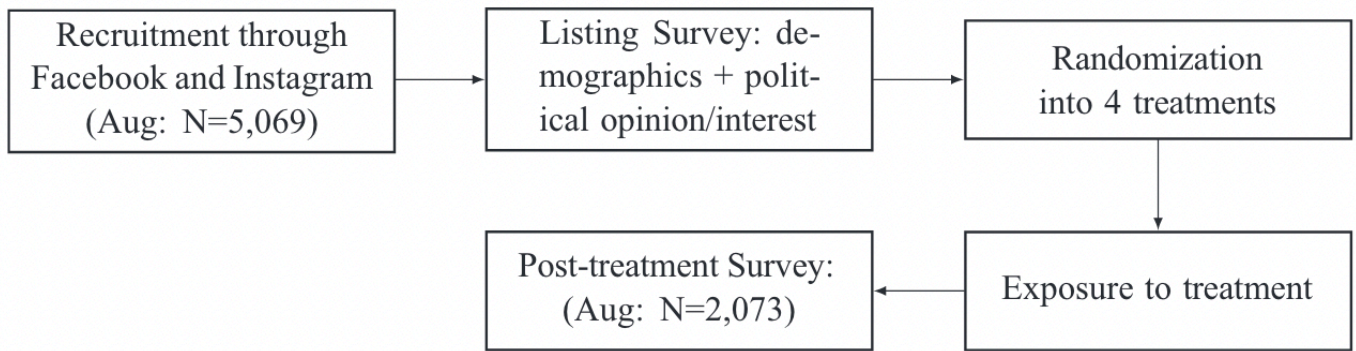 Recruitment through
Facebook and Instagram
(Aug: N=5,069)
Listing Survey: de-
mographics + polit-
ical opinion/interest
Randomization
into 4 treatments
Exposure to treatment
Post-treatment Survey:
(Aug: N=2,073)